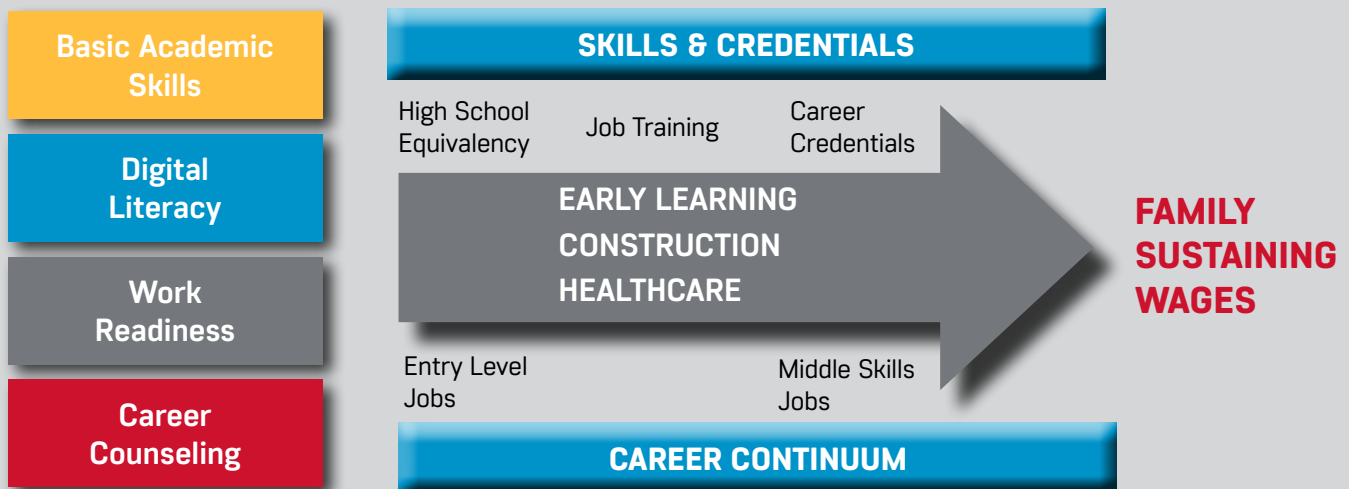 Basic Academic
Skills
Digital
Literacy
Work
Readiness
Career
Counseling
SKILLS & CREDENTIALS
High School
Equivalency
Job Training
Career
Credentials
EARLY LEARNING
CONSTRUCTION
HEALTHCARE
Entry Level
Jobs
Middle Skills
Jobs
CAREER CONTINUUM
FAMILY
SUSTAINING
WAGES